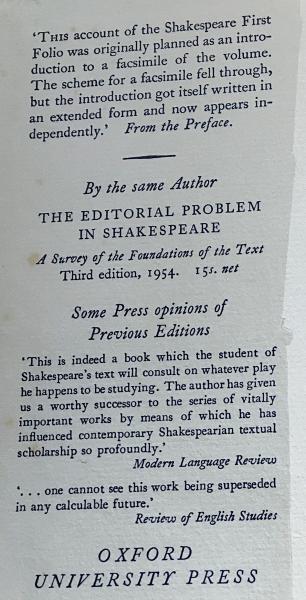 ‘THIS account of the Shakespeare First
Folio was originally planned as an intro-
duction to a facsimile of the volume.
The scheme for a facsimile fell through,
but the introduction got itself written in
an extended form and now appears in-
dependently.’ From the Preface.
By the same Author
THE EDITORIAL PROBLEM
IN SHAKESPEARE
A Survey of the Foundations of the Text
Third edition, 1954. 15s. net
Some Press opinions of
Previous Editions
‘This is indeed a book which the student of
Shakespeare’s text will consult on whatever play
he happens to be studying. The author has given
us a worthy successor to the series of vitally
important works by means of which he has
influenced contemporary Shakespearian textual
scholarship so profoundly.’
Modern Language Review
‘. . . one cannot see this work being superseded
in any calculable future.’
Review of English Studies
OXFORD
UNIVERSITY PRESS